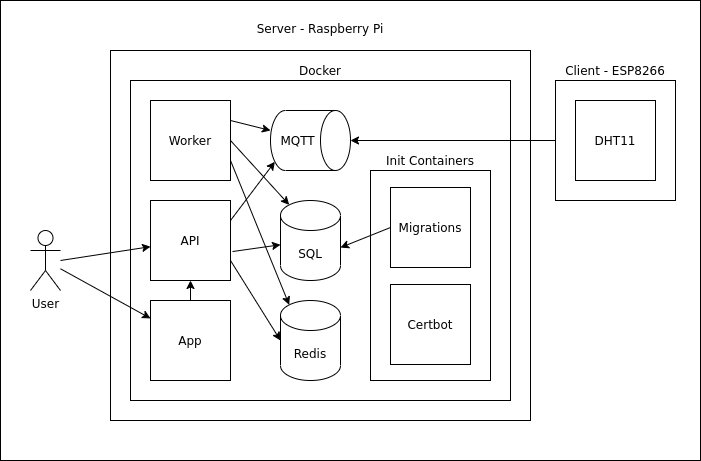 Server - Raspberry Pi
Docker
Client - ESP8266
Worker
MQTT
DHT11
Init Containers
Migrations
API
SQL
User
App
Redis
Certbot